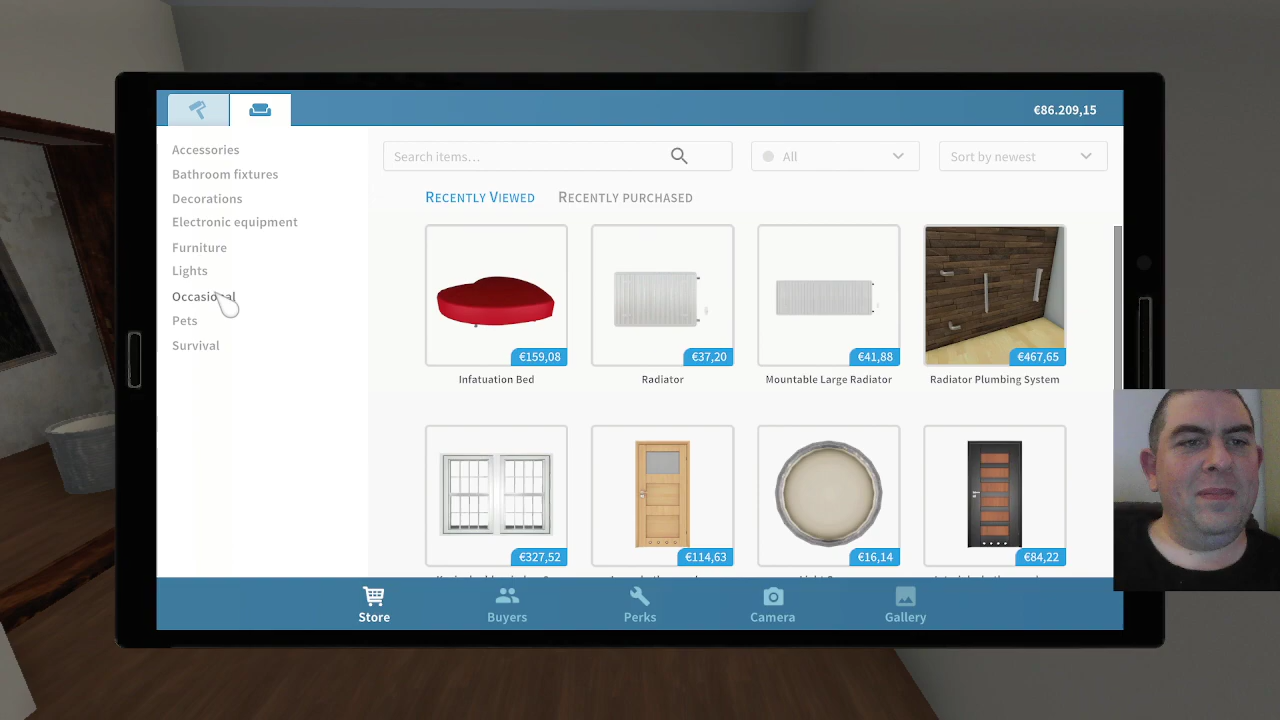 €86.209,15
Accessories
Bathroom fixtures
Decorations
Electronic equipment
Furniture
Lights
Occasional
Pets
Survival
Search items...
All
Sort by newest
RECENTLY VIEWED
RECENTLY PURCHASED
€159,08
€37,20
€41,88
€467,65
Infatuation Bed
Radiator
Mountable Large Radiator
Radiator Plumbing System
€327,52
€114,63
€16,14
€84,22
Store
Buyers
Perks
Camera
Gallery